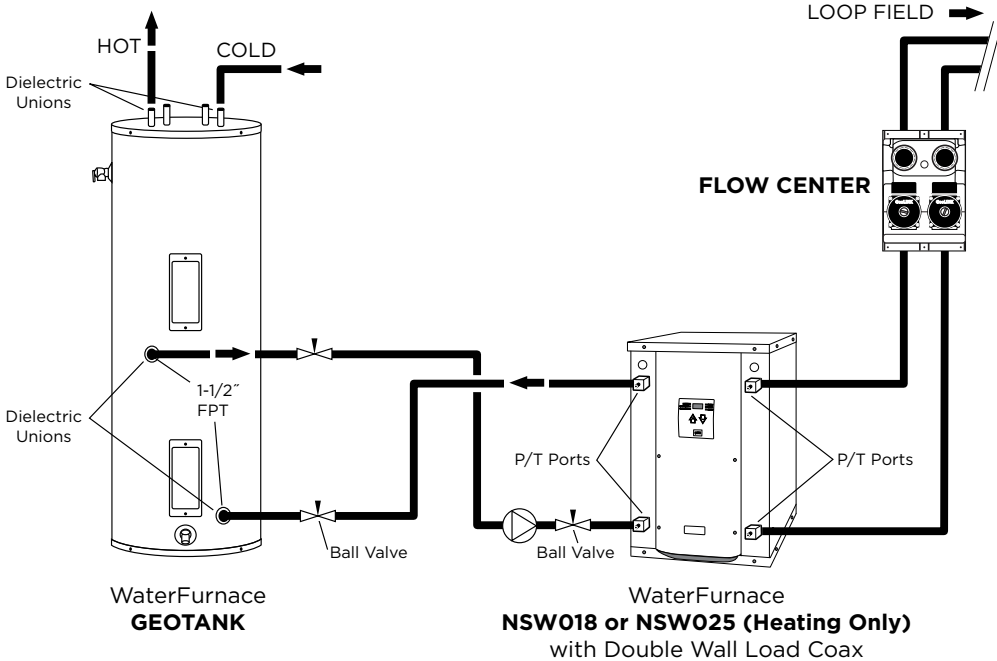 LOOP FIELD
HOT
COLD
Dielectric
Unions
FLOW CENTER
1-1/2˝
FPT
Dielectric
Unions
P/T Ports
P/T Ports
Ball Valve
Ball Valve
WaterFurnace
GEOTANK
WaterFurnace
NSW018 or NSW025 (Heating Only)
with Double Wall Load Coax